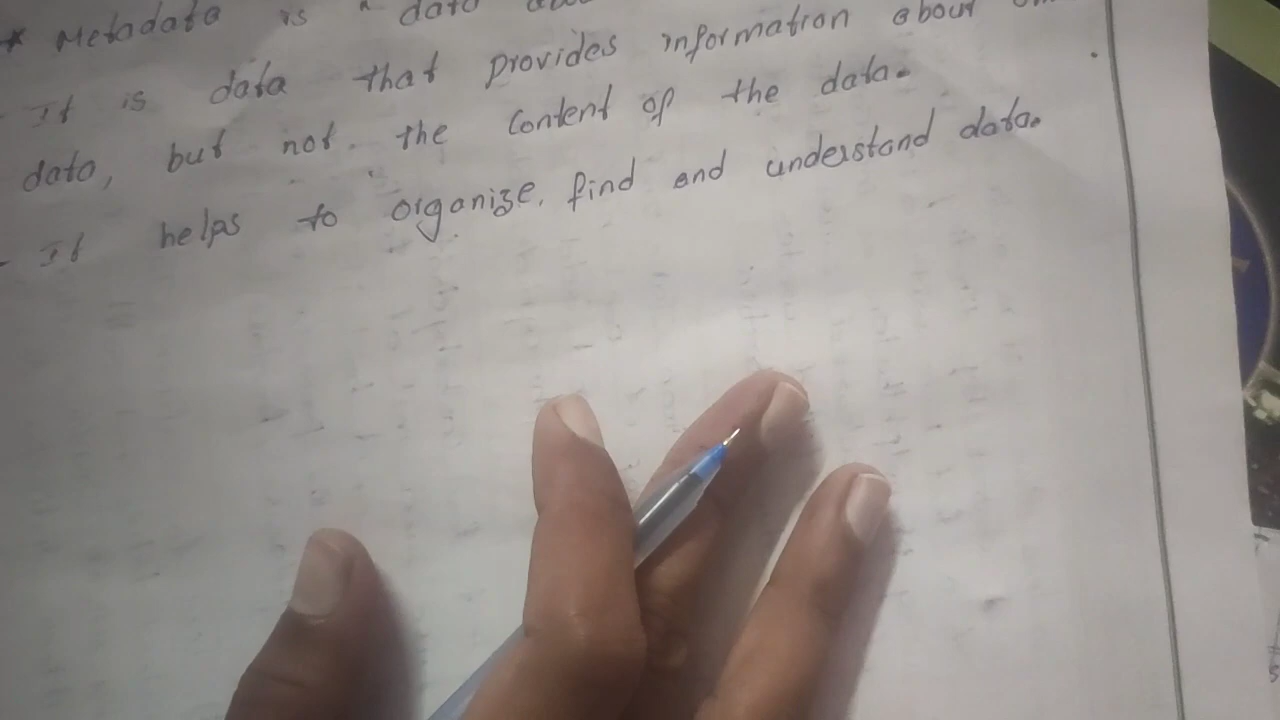 * Metadata is a data
- It is data that provides information about
data, but not the content of the data.
- It helps to organize, find and understand data.